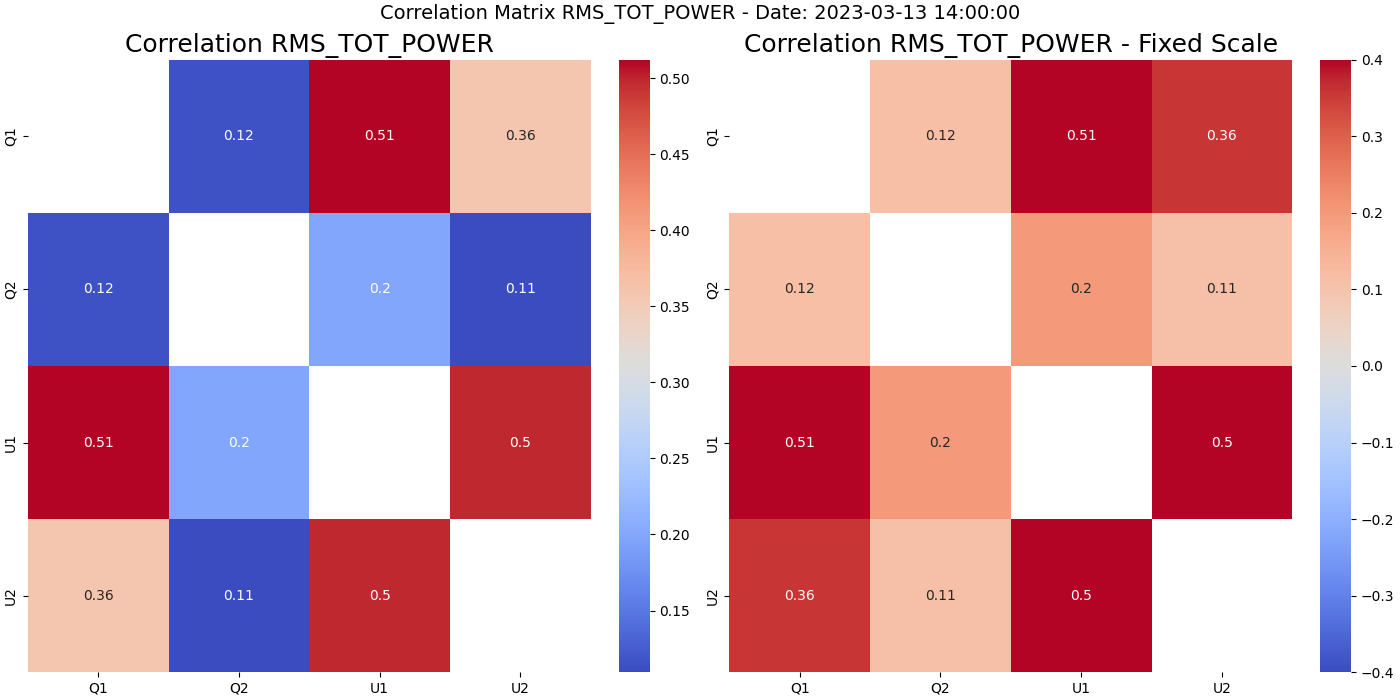 Correlation Matrix RMS_TOT_POWER - Date: 2023-03-13 14:00:00
Correlation RMS_TOT_POWER
Q1 0.12 0.51 0.36
Q2 0.12 0.2 0.11
U1 0.51 0.2 0.5
U2 0.36 0.11 0.5
Q1 Q2 U1 U2
0.50
0.45
0.40
0.35
0.30
0.25
0.20
0.15
Correlation RMS_TOT_POWER - Fixed Scale
Q1 0.12 0.51 0.36
Q2 0.12 0.2 0.11
U1 0.51 0.2 0.5
U2 0.36 0.11 0.5
Q1 Q2 U1 U2
0.4
0.3
0.2
0.1
0.0
−0.1
−0.2
−0.3
−0.4